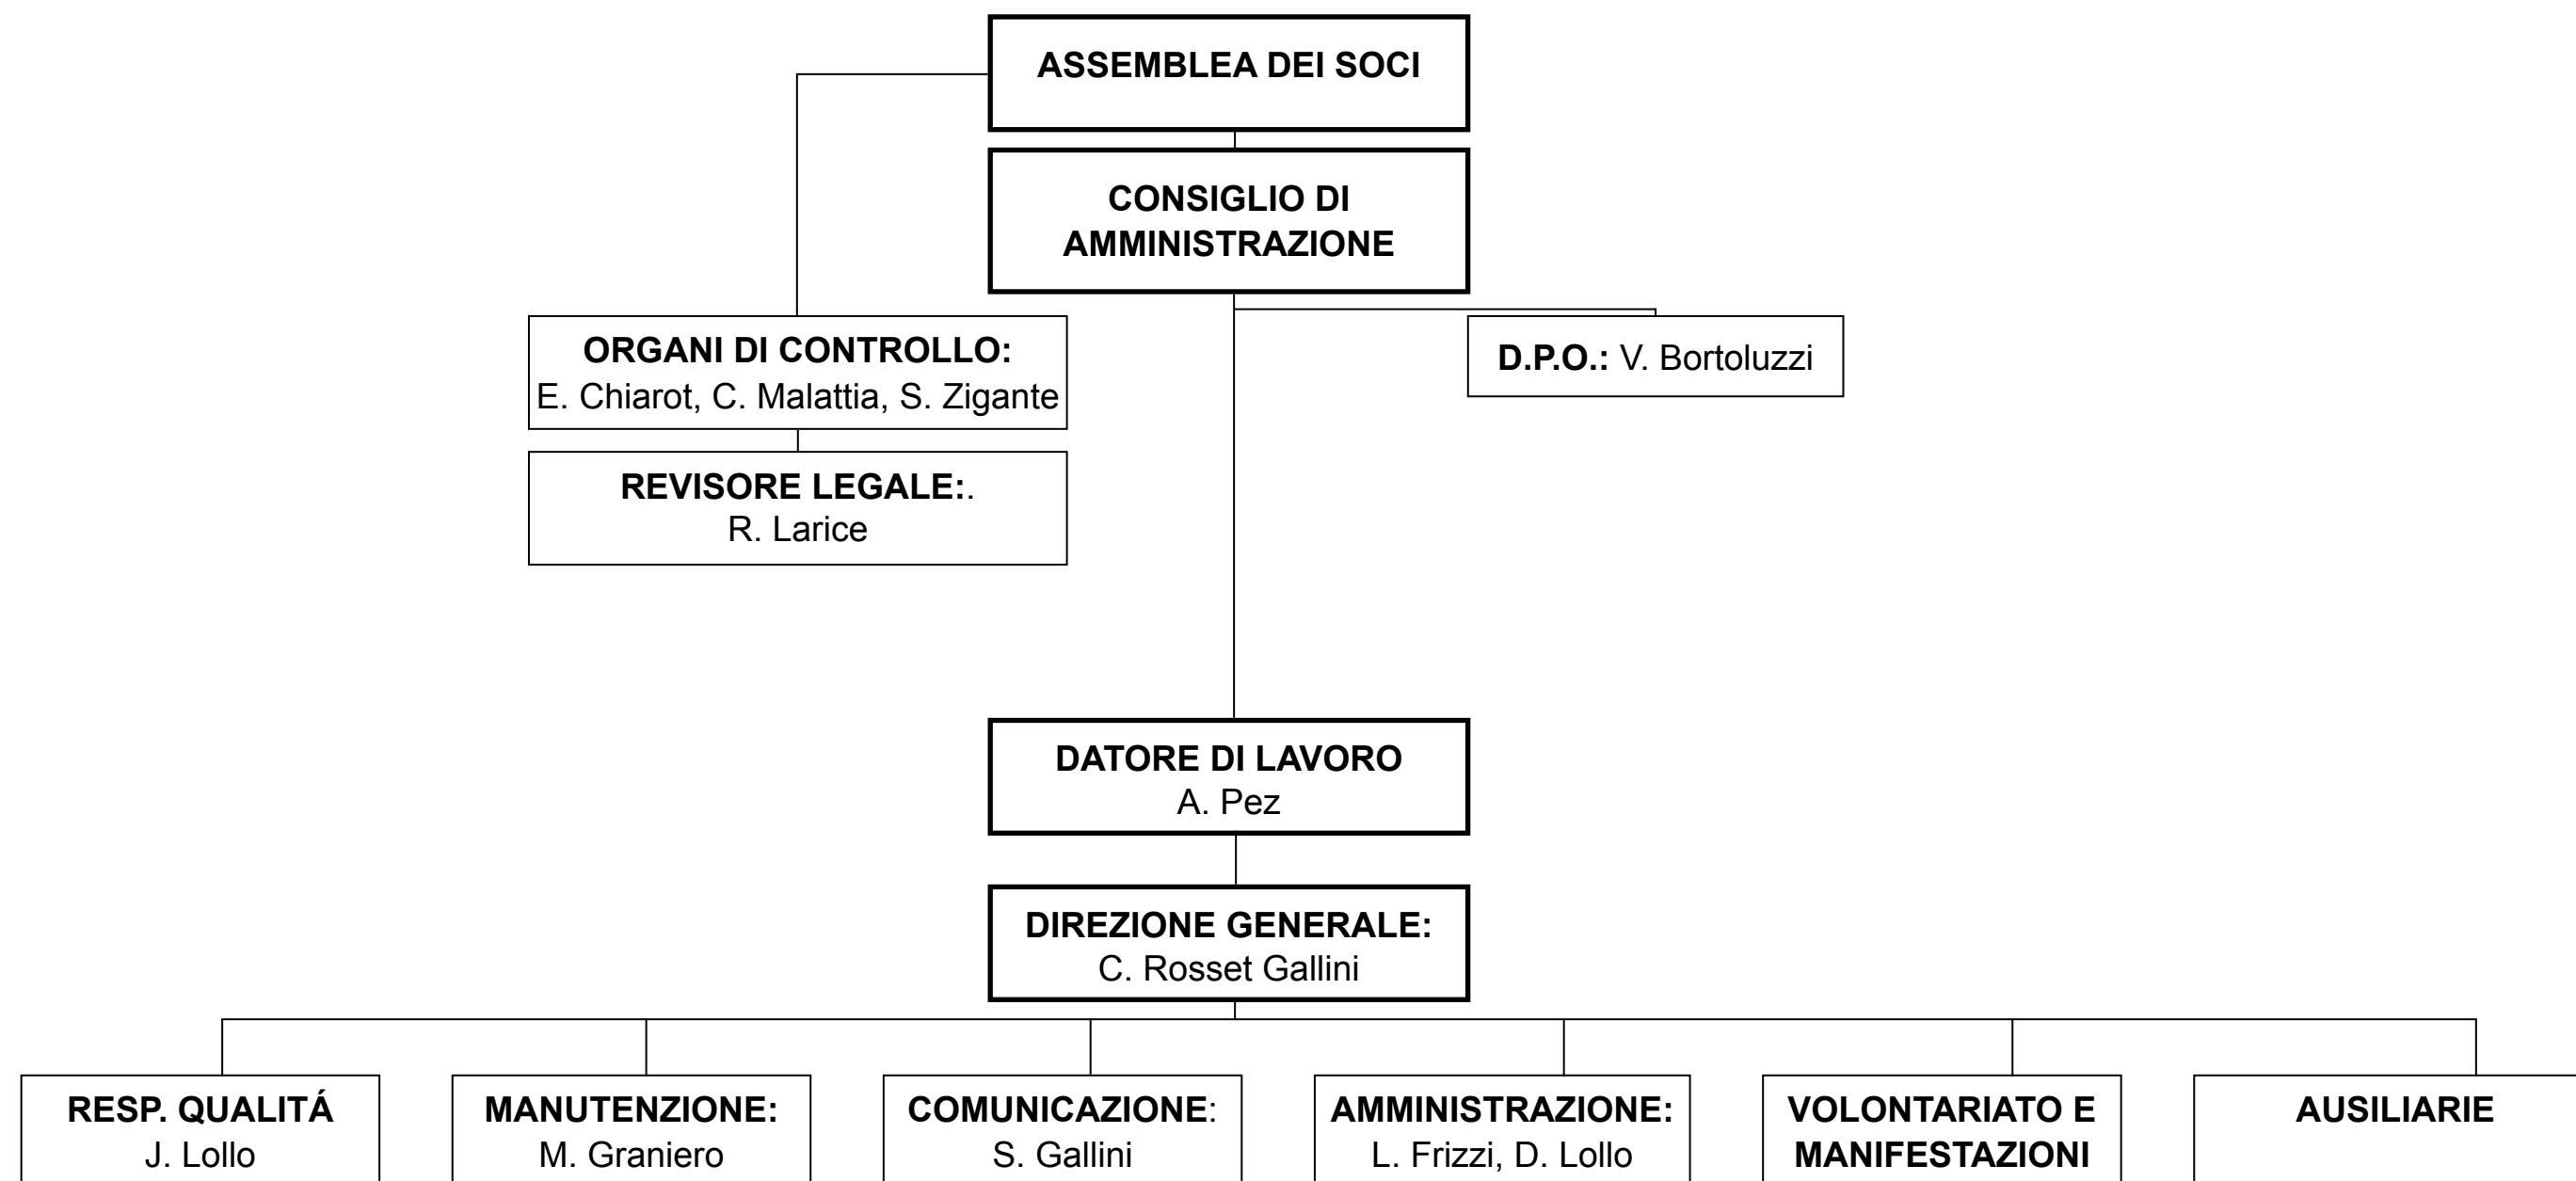 ASSEMBLEA DEI SOCI
CONSIGLIO DI
AMMINISTRAZIONE
ORGANI DI CONTROLLO:
E. Chiarot, C. Malattia, S. Zigante
D.P.O.: V. Bortoluzzi
REVISORE LEGALE:.
R. Larice
DATORE DI LAVORO
A. Pez
DIREZIONE GENERALE:
C. Rosset Gallini
RESP. QUALITÁ
J. Lollo
MANUTENZIONE:
M. Graniero
COMUNICAZIONE:
S. Gallini
AMMINISTRAZIONE:
L. Frizzi, D. Lollo
VOLONTARIATO E
MANIFESTAZIONI
AUSILIARIE